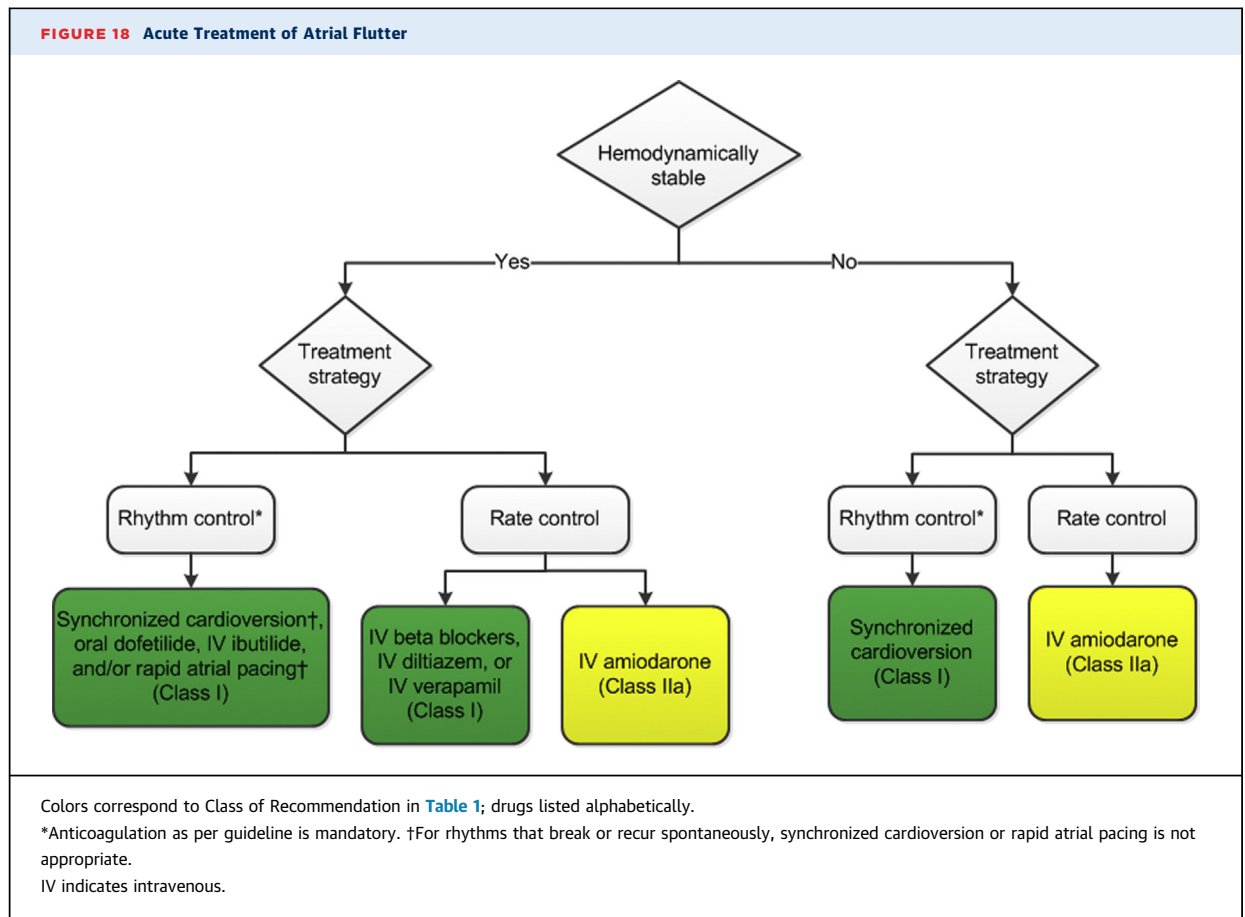 FIGURE 18 Acute Treatment of Atrial Flutter
Hemodynamically
stable
Yes
No
Treatment
strategy
Treatment
strategy
Rhythm control*
Rate control
Rhythm control*
Rate control
Synchronized cardioversion†,
oral dofetilide, IV ibutilide,
and/or rapid atrial pacing†
(Class I)
IV beta blockers,
IV diltiazem, or
IV verapamil
(Class I)
IV amiodarone
(Class IIa)
Synchronized
cardioversion
(Class I)
IV amiodarone
(Class IIa)
Colors correspond to Class of Recommendation in Table 1; drugs listed alphabetically.
*Anticoagulation as per guideline is mandatory. †For rhythms that break or recur spontaneously, synchronized cardioversion or rapid atrial pacing is not
appropriate.
IV indicates intravenous.